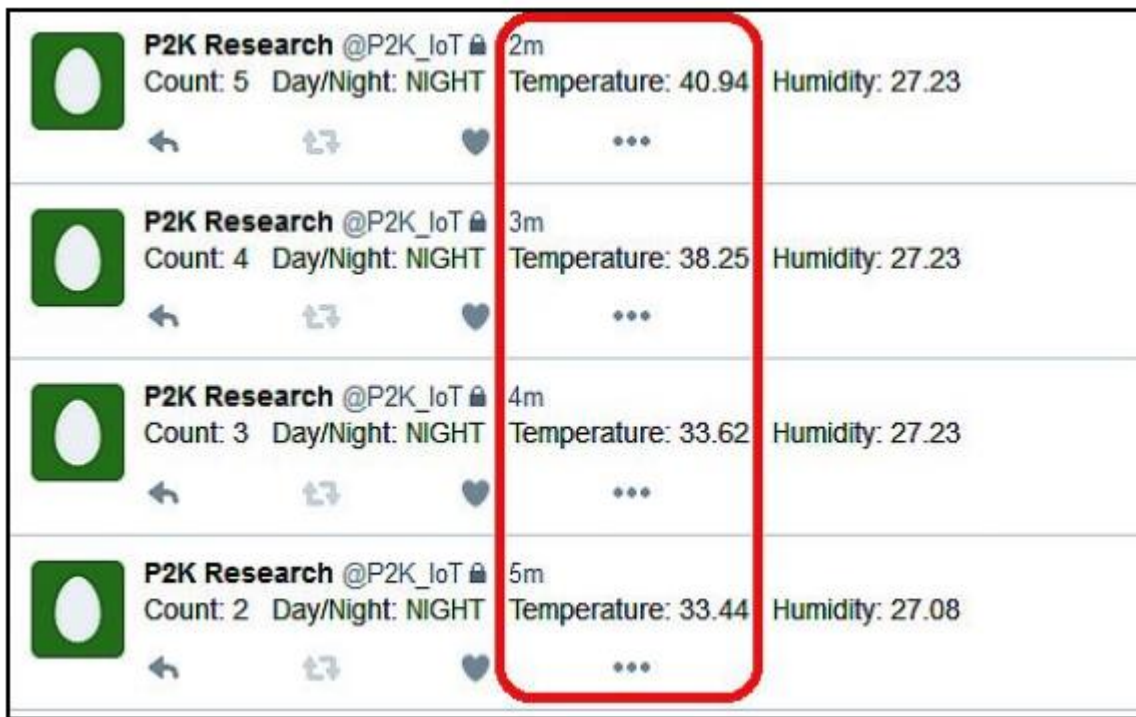 P2K Research @P2K_IoT 2m
Count: 5 Day/Night: NIGHT Temperature: 40.94 Humidity: 27.23
P2K Research @P2K_IoT 3m
Count: 4 Day/Night: NIGHT Temperature: 38.25 Humidity: 27.23
P2K Research @P2K_IoT 4m
Count: 3 Day/Night: NIGHT Temperature: 33.62 Humidity: 27.23
P2K Research @P2K_IoT 5m
Count: 2 Day/Night: NIGHT Temperature: 33.44 Humidity: 27.08